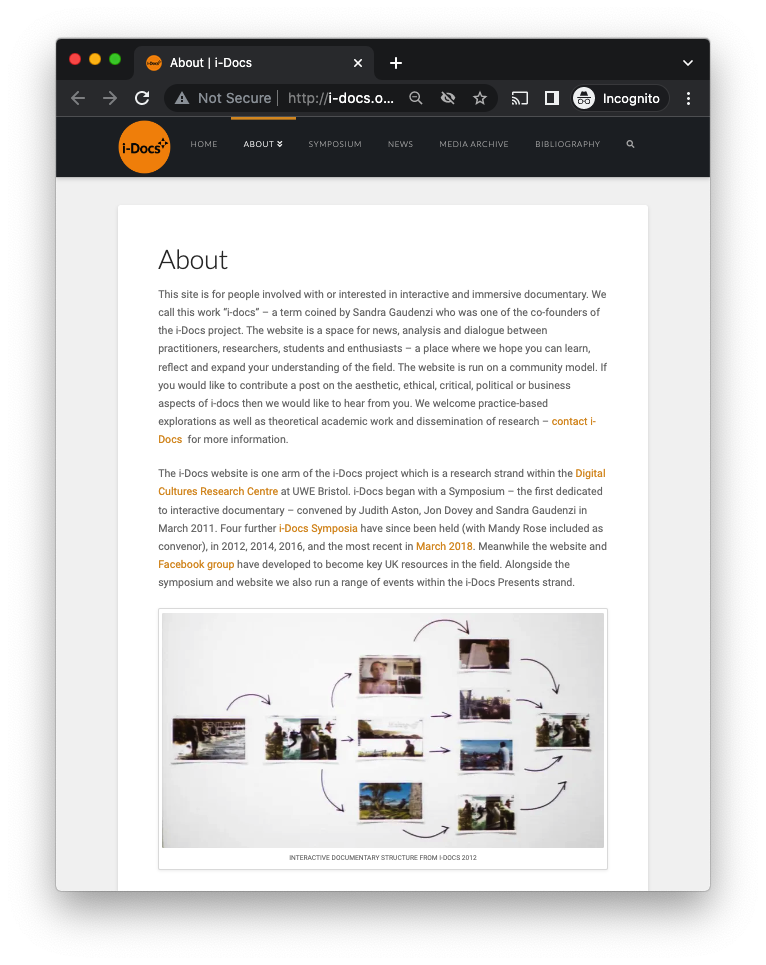 About | i-Docs
Not Secure | http://i-docs.o...
Incognito
i-Docs
HOME
ABOUT
SYMPOSIUM
NEWS
MEDIA ARCHIVE
BIBLIOGRAPHY
About
This site is for people involved with or interested in interactive and immersive documentary. We
call this work “i-docs” – a term coined by Sandra Gaudenzi who was one of the co-founders of
the i-Docs project. The website is a space for news, analysis and dialogue between
practitioners, researchers, students and enthusiasts – a place where we hope you can learn,
reflect and expand your understanding of the field. The website is run on a community model. If
you would like to contribute a post on the aesthetic, ethical, critical, political or business
aspects of i-docs then we would like to hear from you. We welcome practice-based
explorations as well as theoretical academic work and dissemination of research – contact i-
Docs for more information.
The i-Docs website is one arm of the i-Docs project which is a research strand within the Digital
Cultures Research Centre at UWE Bristol. i-Docs began with a Symposium – the first dedicated
to interactive documentary – convened by Judith Aston, Jon Dovey and Sandra Gaudenzi in
March 2011. Four further i-Docs Symposia have since been held (with Mandy Rose included as
convenor), in 2012, 2014, 2016, and the most recent in March 2018. Meanwhile the website and
Facebook group have developed to become key UK resources in the field. Alongside the
symposium and website we also run a range of events within the i-Docs Presents strand.
INTERACTIVE DOCUMENTARY STRUCTURE FROM I-DOCS 2012